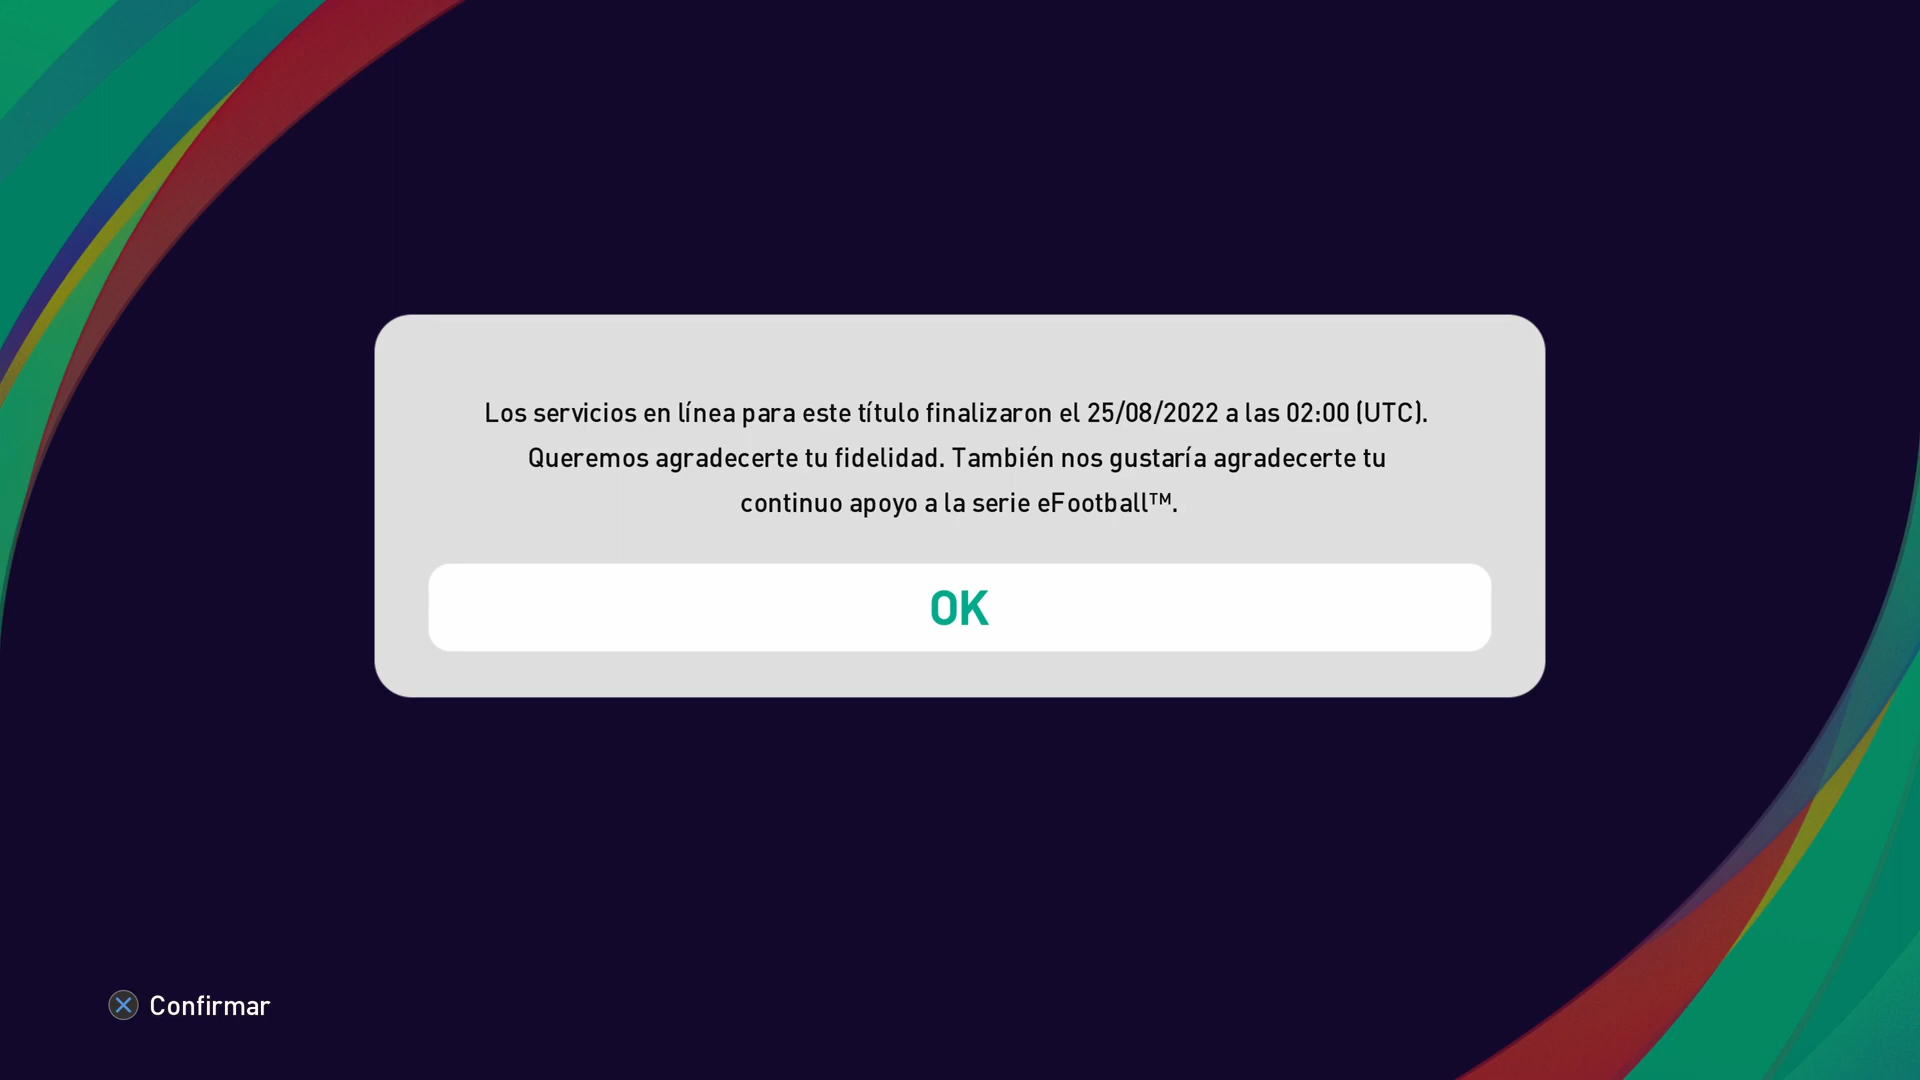 Los servicios en línea para este título finalizaron el 25/08/2022 a las 02:00 (UTC).
Queremos agradecerte tu fidelidad. También nos gustaría agradecerte tu
continuo apoyo a la serie eFootball™.
OK
Confirmar